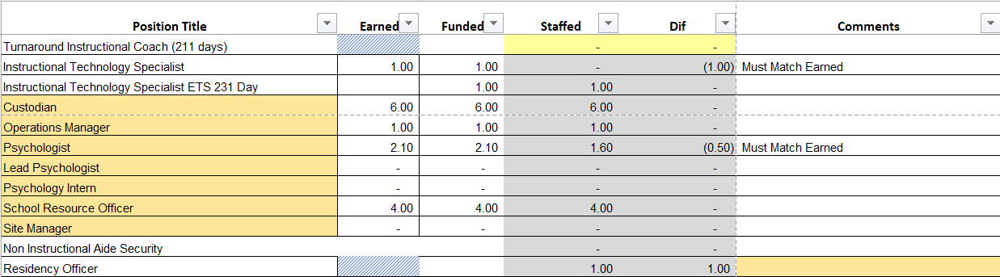 Position Title Earned Funded Staffed Dif Comments
Turnaround Instructional Coach (211 days) - -
Instructional Technology Specialist 1.00 1.00 - (1.00) Must Match Earned
Instructional Technology Specialist ETS 231 Day 1.00 1.00 -
Custodian 6.00 6.00 6.00 -
Operations Manager 1.00 1.00 1.00 -
Psychologist 2.10 2.10 1.60 (0.50) Must Match Earned
Lead Psychologist - - - -
Psychology Intern - - - -
School Resource Officer 4.00 4.00 4.00 -
Site Manager - - - -
Non Instructional Aide Security - -
Residency Officer 1.00 1.00